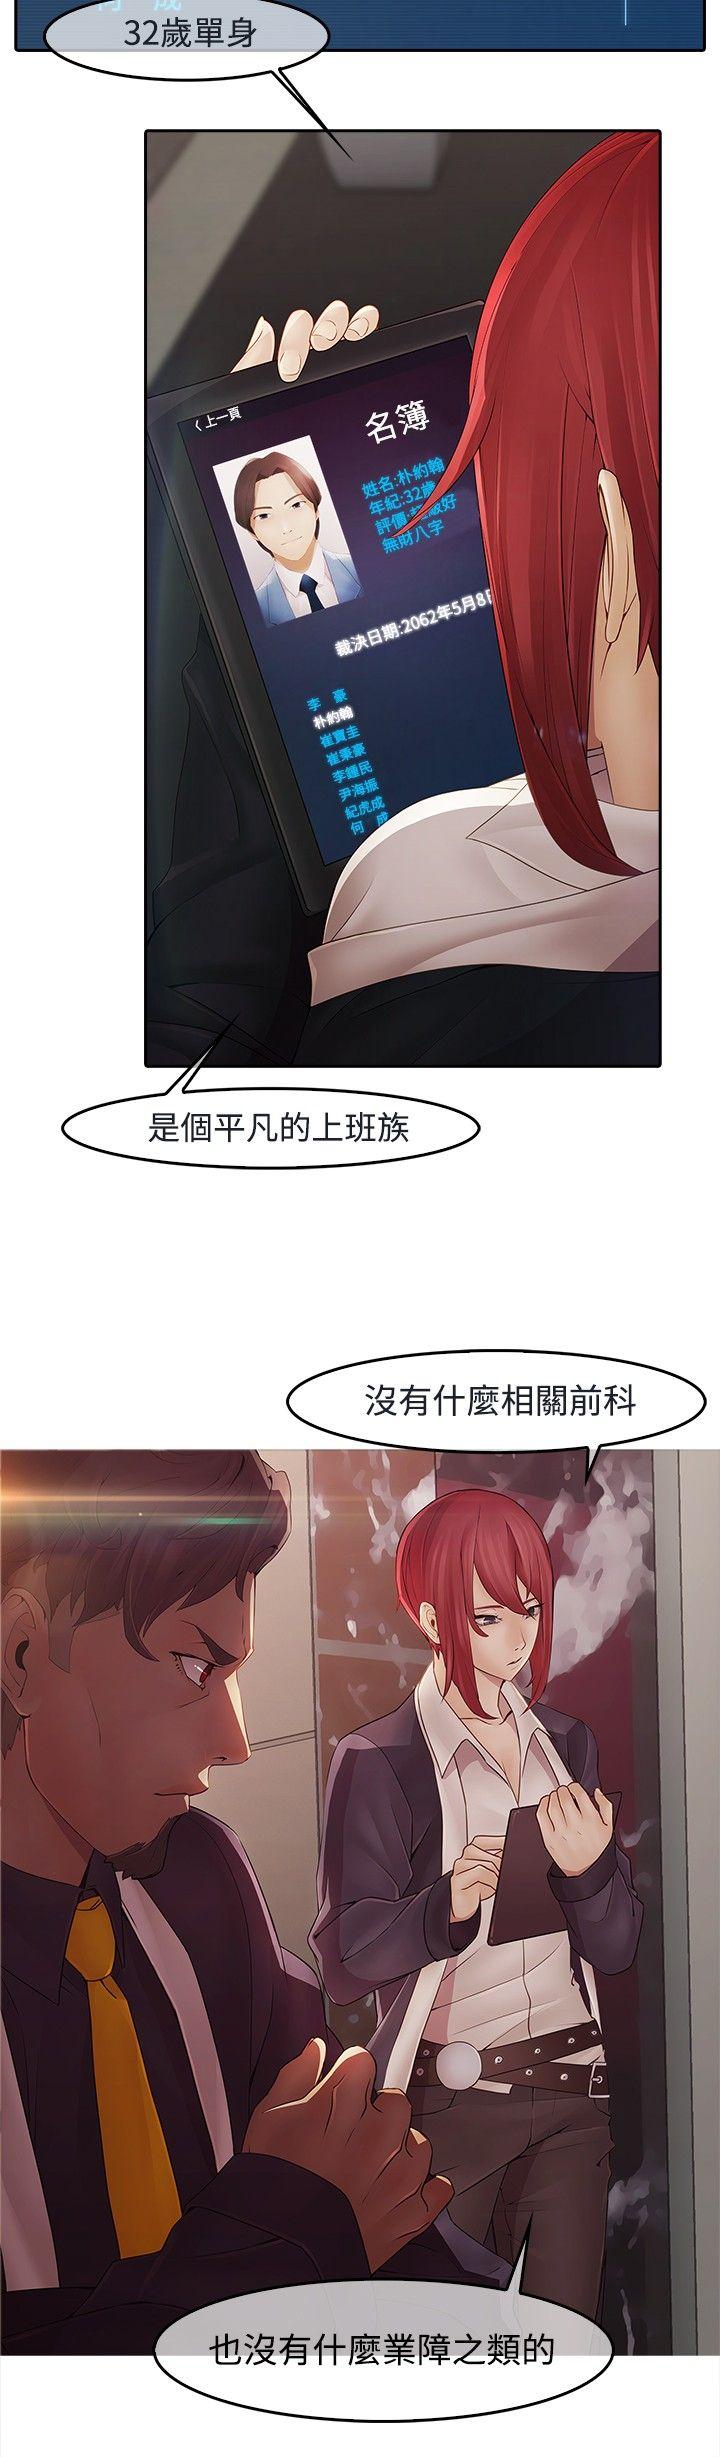 何 成
32歲單身
〈上一頁
名簿
姓名:朴約翰
年紀:32歲
評價: 好
無財八字
裁決日期:2062年5月8日
李 豪
朴約翰
崔寶圭
崔秉豪
李鍾民
尹海振
紀虎成
何 成
是個平凡的上班族
沒有什麼相關前科
也沒有什麼業障之類的